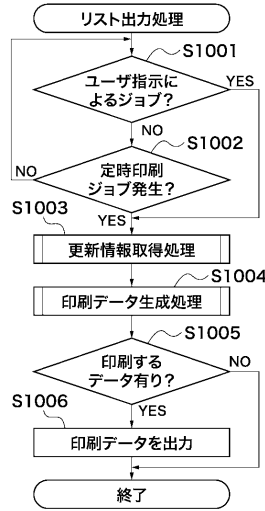 リスト出力処理
S1001
ユーザ指示に
よるジョブ?
YES
NO
S1002
定時印刷
ジョブ発生?
NO
YES
S1003
更新情報取得処理
S1004
印刷データ生成処理
S1005
印刷する
データ有り?
NO
YES
S1006
印刷データを出力
終了